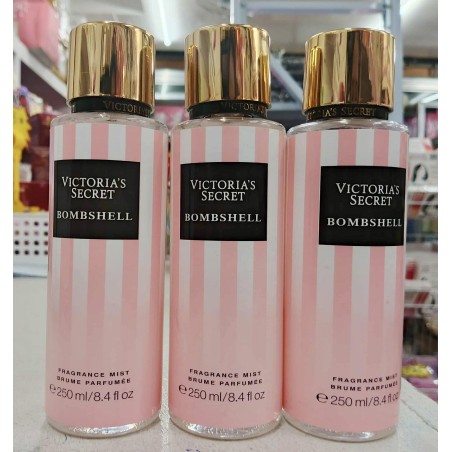 VICTORIA
VICTORIA'S
SECRET
BOMBSHELL
FRAGRANCE MIST
BRUME PARFUMÉE
℮250 ml/8.4 fl oz
VICTORIA'S
SECRET
BOMBSHELL
FRAGRANCE MIST
BRUME PARFUMÉE
℮250 ml/8.4 fl oz
VICTORIA'S SECRET
VICTORIA'S
SECRET
BOMBSHELL
FRAGRANCE MIST
BRUME PARFUMÉE
℮250 ml/8.4 fl oz